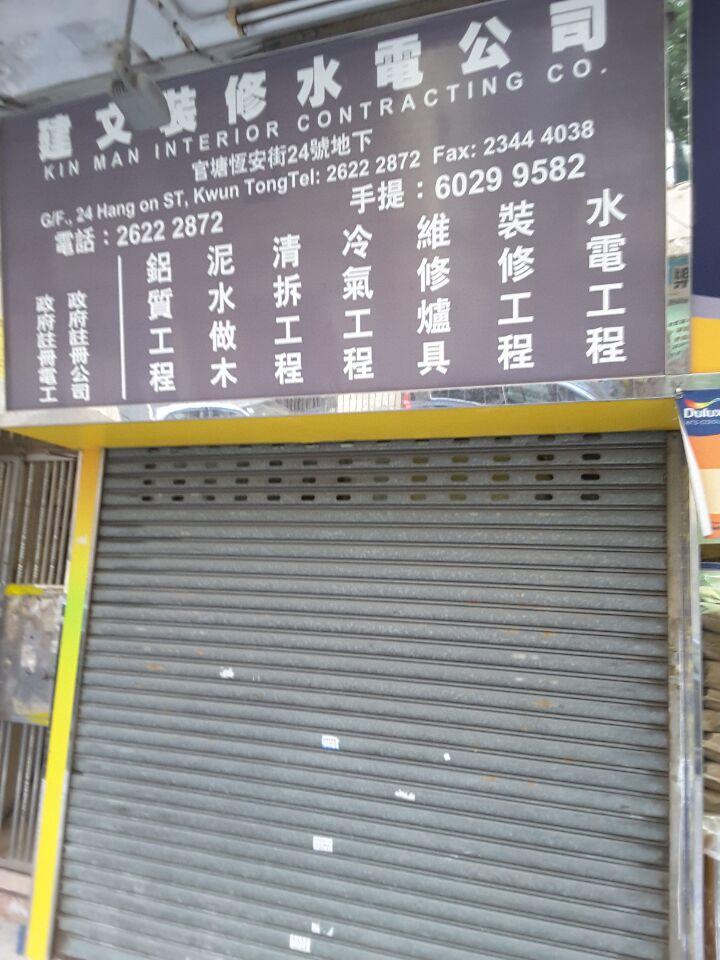 建文裝修水電公司
KIN MAN INTERIOR CONTRACTING CO.
官塘恆安街24號地下
G/F., 24 Hang on ST, Kwun TongTel: 2622 2872 Fax: 2344 4038
電話：2622 2872
手提：6029 9582
水電工程
裝修工程
維修爐具
冷氣工程
清拆工程
泥水做木
鋁質工程
政府註冊公司
政府註冊電工
Dulux